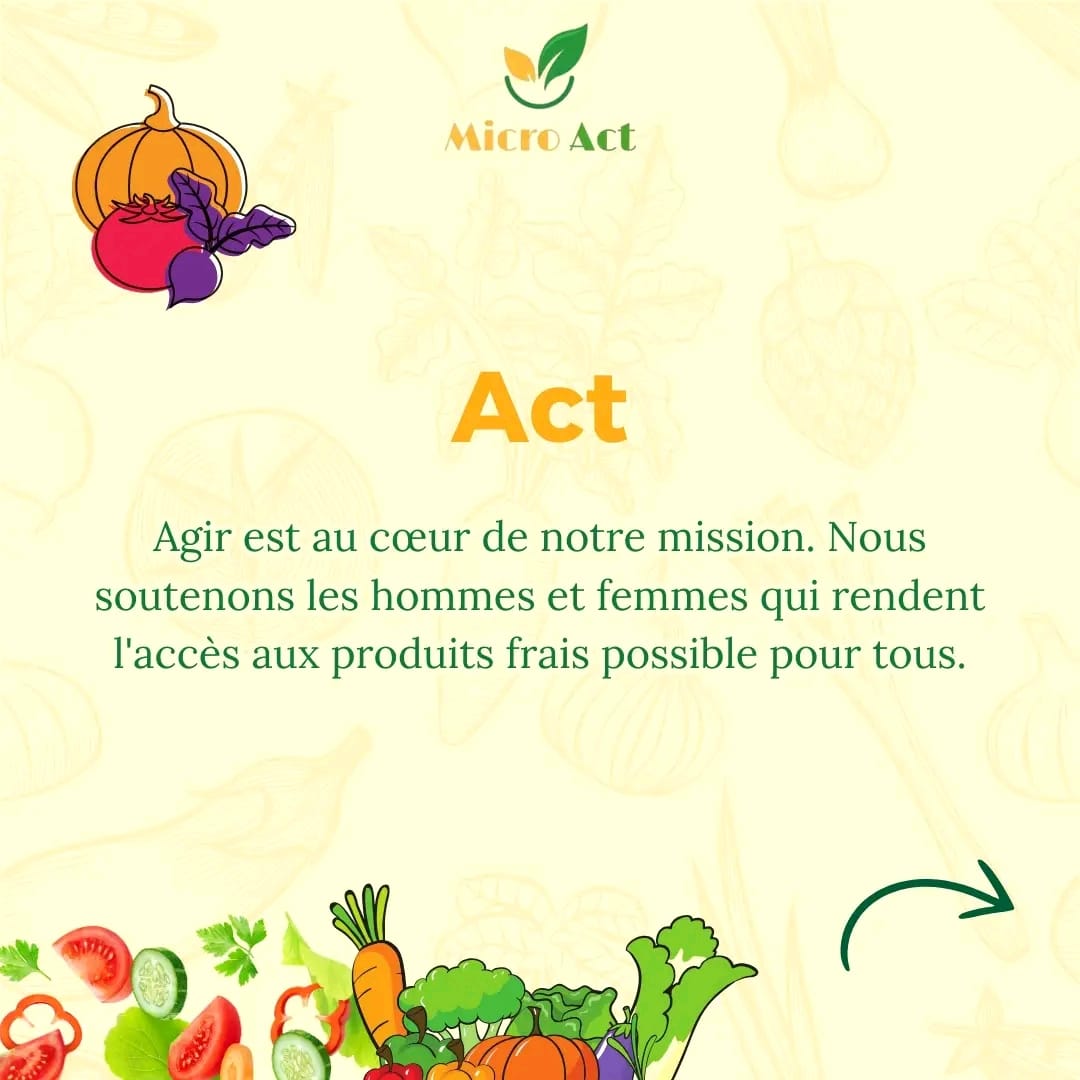 Micro Act
Act
Agir est au cœur de notre mission. Nous
soutenons les hommes et femmes qui rendent
l'accès aux produits frais possible pour tous.